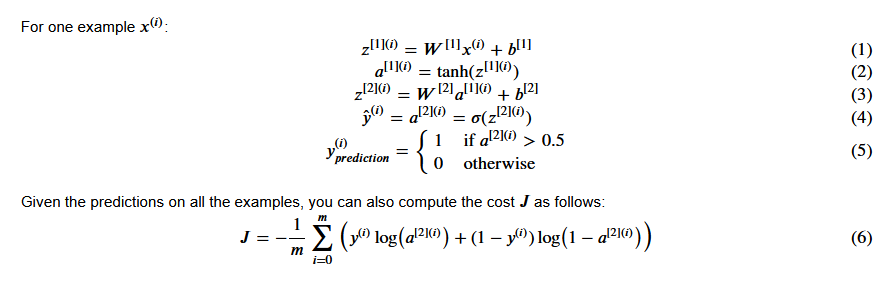 For one example x⁽ⁱ⁾:
z[1](i) = W[1]x(i) + b[1] (1)
a[1](i) = tanh(z[1](i)) (2)
z[2](i) = W[2]a[1](i) + b[2] (3)
ŷ(i) = a[2](i) = σ(z[2](i)) (4)
y(i)prediction = { 1 if a[2](i) > 0.5 (5)
0 otherwise
Given the predictions on all the examples, you can also compute the cost J as follows:
J = −1/m ∑ᵐᵢ₌₀ (y(i) log(a[2](i)) + (1 − y(i)) log(1 − a[2](i))) (6)